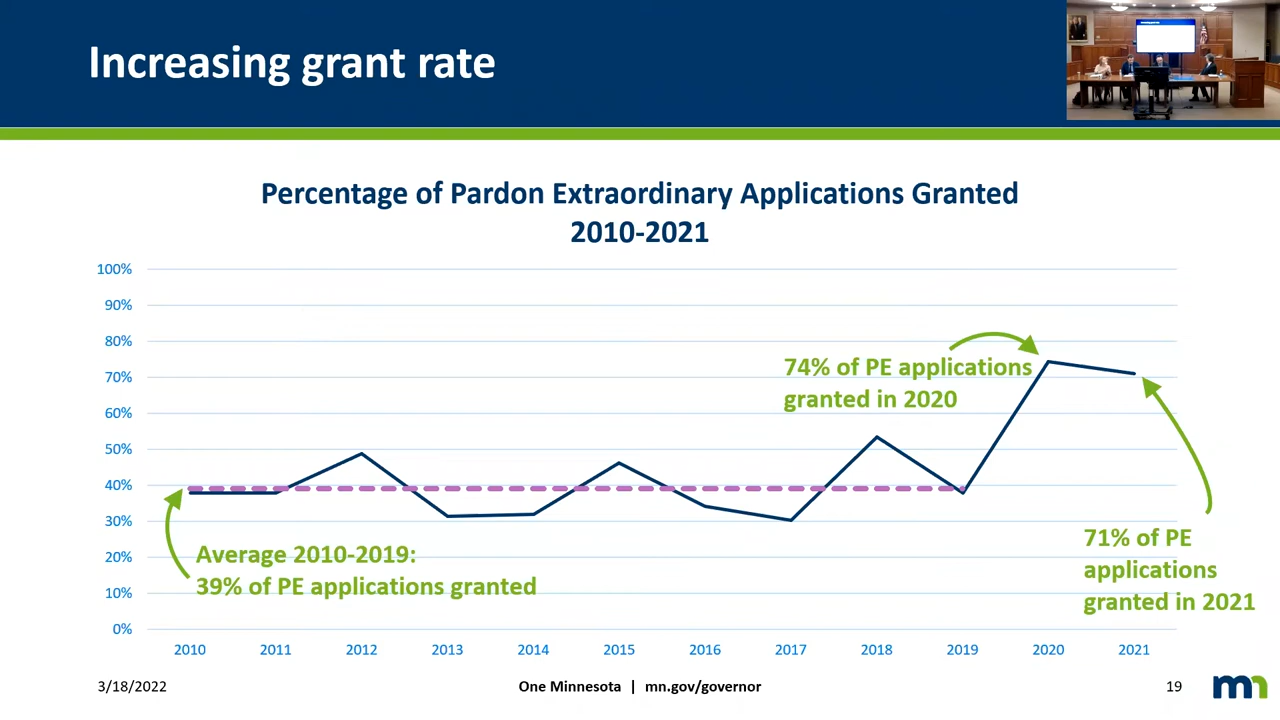 Increasing grant rate
Percentage of Pardon Extraordinary Applications Granted
2010-2021
100%
90%
80%
70%
60%
50%
40%
30%
20%
10%
0%
74% of PE applications
granted in 2020
Average 2010-2019:
39% of PE applications granted
71% of PE
applications
granted in 2021
2010 2011 2012 2013 2014 2015 2016 2017 2018 2019 2020 2021
3/18/2022 One Minnesota | mn.gov/governor 19
mn